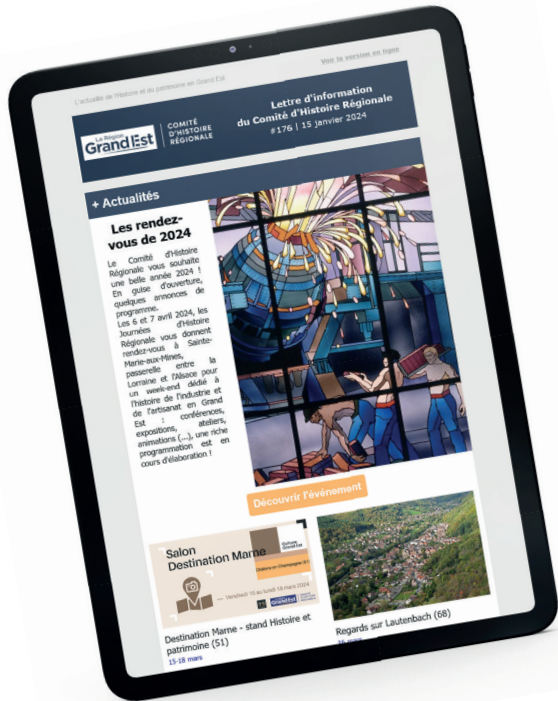 L'actualité de l'Histoire et du patrimoine en Grand Est
Voir la version en ligne
La Région
Grand Est
COMITÉ
D'HISTOIRE
RÉGIONALE
Lettre d'information
du Comité d'Histoire Régionale
#176 | 15 janvier 2024
+ Actualités
Les rendez-
vous de 2024
Le Comité d'Histoire
Régionale vous souhaite
une belle année 2024 !
En guise d'ouverture,
quelques annonces de
programme.
Les 6 et 7 avril 2024, les
Journées d'Histoire
Régionale vous donnent
rendez-vous à Sainte-
Marie-aux-Mines,
passerelle entre la
Lorraine et l'Alsace pour
un week-end dédié à
l'histoire de l'industrie et
de l'artisanat en Grand
Est : conférences,
expositions, ateliers,
animations (...), une riche
programmation est en
cours d'élaboration !
Découvrir l'événement
Salon
Destination Marne
Châlons-en-Champagne (51)
Vendredi 15 au lundi 18 mars 2024
Grand Est
Destination Marne - stand Histoire et
patrimoine (51)
15-18 mars
Regards sur Lautenbach (68)